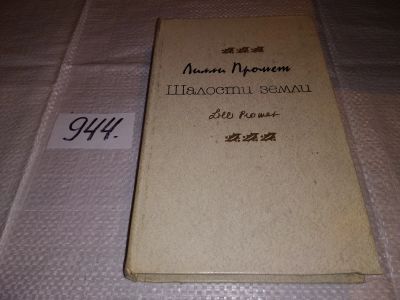 944.
Лилли Промет
Шалости земли
Lilli Promet